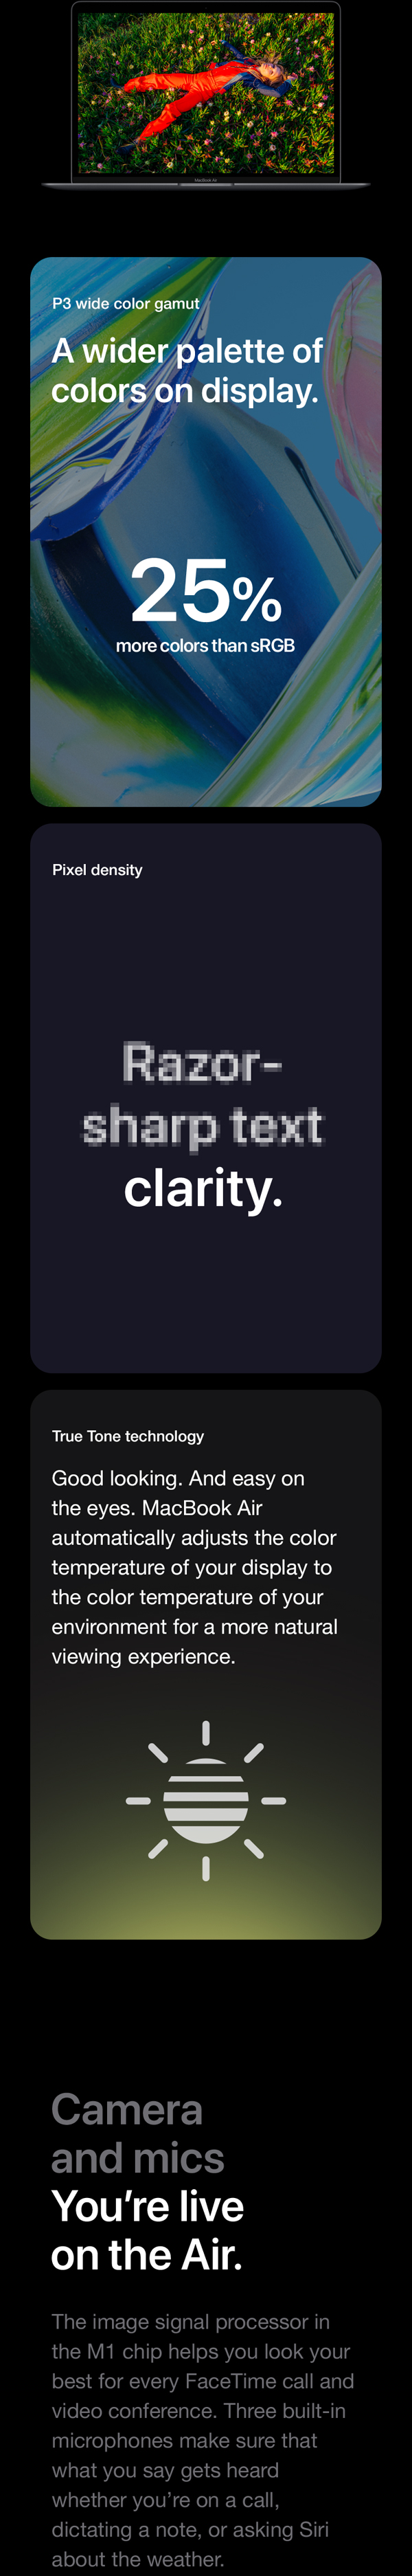 MacBook Air
P3 wide color gamut
A wider palette of
colors on display.
25%
more colors than sRGB
Pixel density
Razor-
sharp text
clarity.
True Tone technology
Good looking. And easy on
the eyes. MacBook Air
automatically adjusts the color
temperature of your display to
the color temperature of your
environment for a more natural
viewing experience.
Camera
and mics
You’re live
on the Air.
The image signal processor in
the M1 chip helps you look your
best for every FaceTime call and
video conference. Three built-in
microphones make sure that
what you say gets heard
whether you’re on a call,
dictating a note, or asking Siri
about the weather.